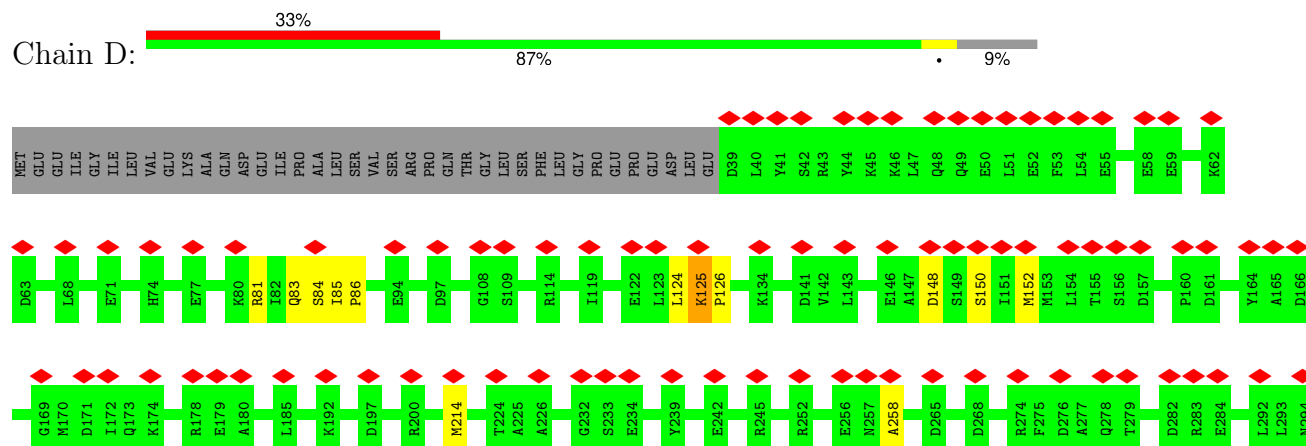 33%
Chain D:
87% • 9%
MET GLU GLU ILE GLY ILE ILE LEU VAL GLU LYS ALA GLN ASP GLU ILE PRO ALA LEU SER VAL SER ARG PRO GLN THR GLY LEU SER PHE LEU GLY PRO GLU PRO GLU ASP LEU GLU D39 L40 Y41 S42 R43 Y44 K45 K46 L47 Q48 Q49 E50 L51 E52 F53 L54 E55 E58 E59 K62
D63 L68 E71 H74 E77 K80 R81 I82 Q83 S84 I85 P86 E94 D97 G108 S109 R114 I119 E122 L123 L124 K125 P126 K134 D141 V142 L143 E146 A147 D148 S149 S150 I151 M152 M153 L154 T155 S156 D157 P160 D161 Y164 A165 D166
G169 M170 D171 I172 Q173 K174 R178 E179 A180 L185 K192 D197 R200 M214 T224 A225 A226 G232 S233 E234 Y239 E242 R245 R252 E256 N257 A258 D265 D268 R274 F275 D276 A277 Q278 T279 D282 R283 E284 L292 L293